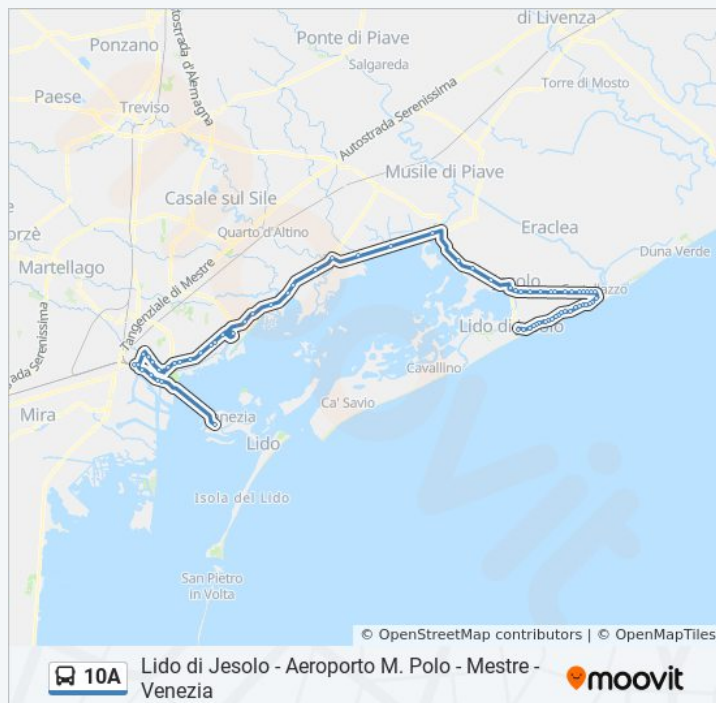 di Livenza
Ponzano
Ponte di Piave
Salgareda
Autostrada d'Alemagna
Torre di Mosto
Paese
Treviso
Autostrada Serenissima
Musile di Piave
Casale sul Sile
Quarto d'Altino
Eraclea
Duna Verde
Martellago
Tangenziale di Mestre
Lido di
Cavallino
Mira
Ca' Savio
Lido
Isola del Lido
San Pietro
in Volta
© OpenStreetMap contributors | © OpenMapTiles
10A
Lido di Jesolo - Aeroporto M. Polo - Mestre -
Venezia
moovit